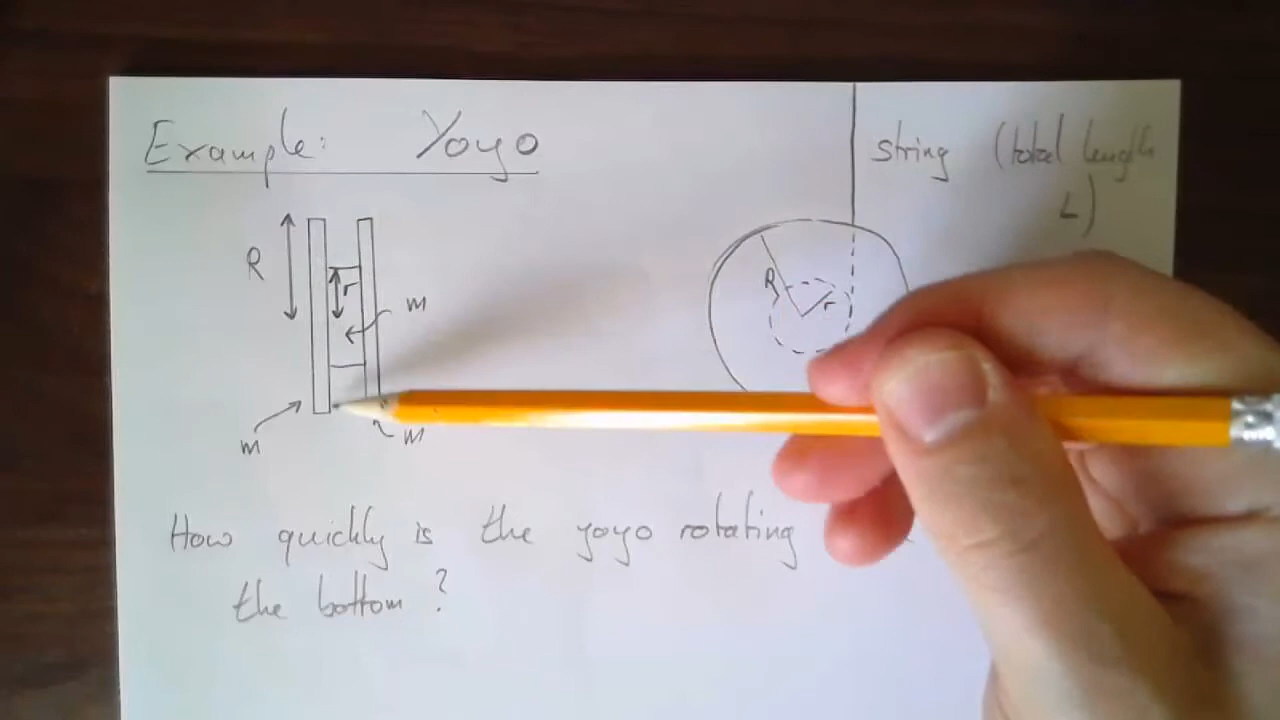 Example: Yoyo
string (total length
L)
R
r
m
R
r
m
m
How quickly is the yoyo rotating
the bottom?